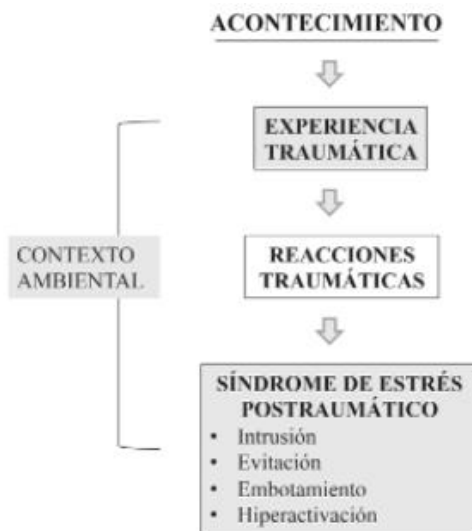 ACONTECIMIENTO
EXPERIENCIA
TRAUMÁTICA
CONTEXTO
AMBIENTAL
REACCIONES
TRAUMÁTICAS
SÍNDROME DE ESTRÉS
POSTRAUMÁTICO
• Intrusión
• Evitación
• Embotamiento
• Hiperactivación